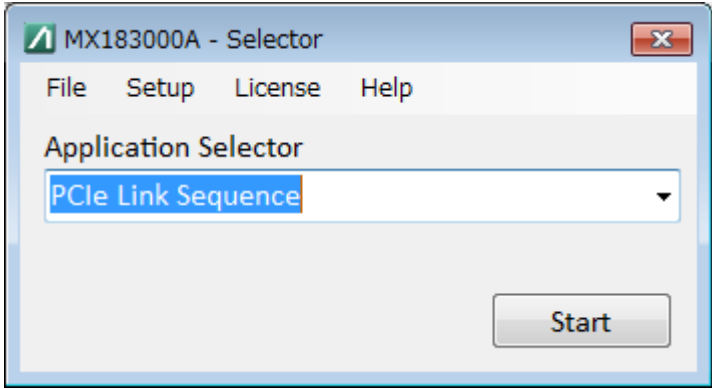 MX183000A - Selector
File Setup License Help
Application Selector
PCIe Link Sequence
Start